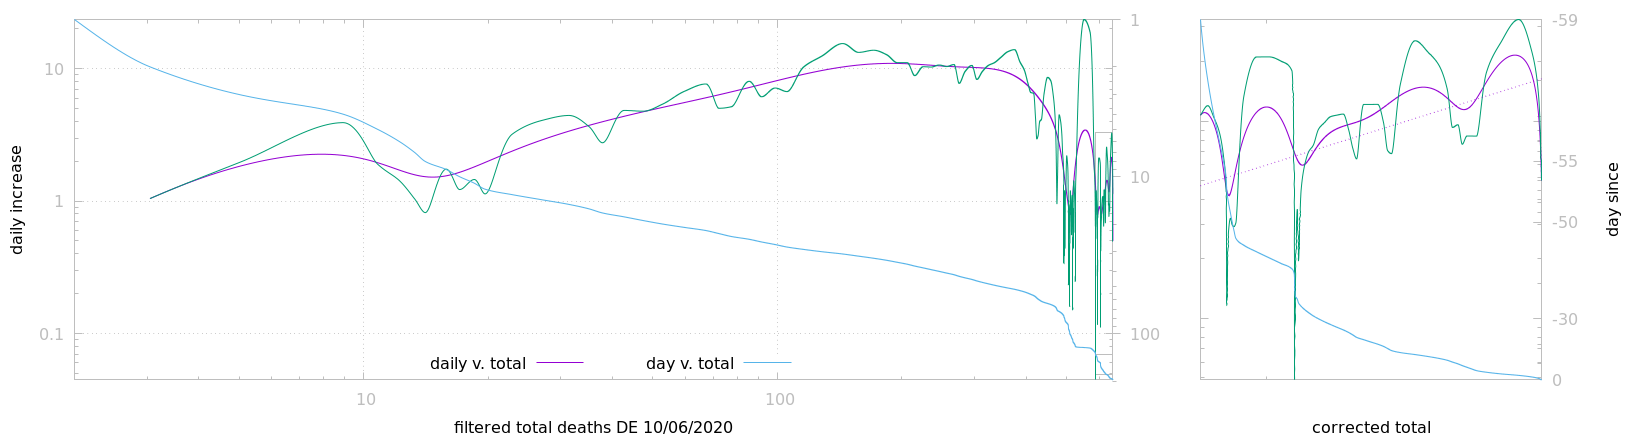 daily increase
10
1
0.1
daily v. total
day v. total
10
100
filtered total deaths DE 10/06/2020
1
10
100
-59
-55
-50
-30
0
day since
corrected total